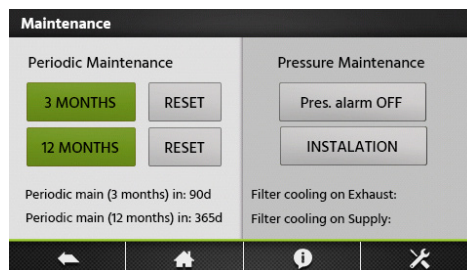 Maintenance
Periodic Maintenance
3 MONTHS RESET
12 MONTHS RESET
Periodic main (3 months) in: 90d
Periodic main (12 months) in: 365d
Pressure Maintenance
Pres. alarm OFF
INSTALATION
Filter cooling on Exhaust:
Filter cooling on Supply: